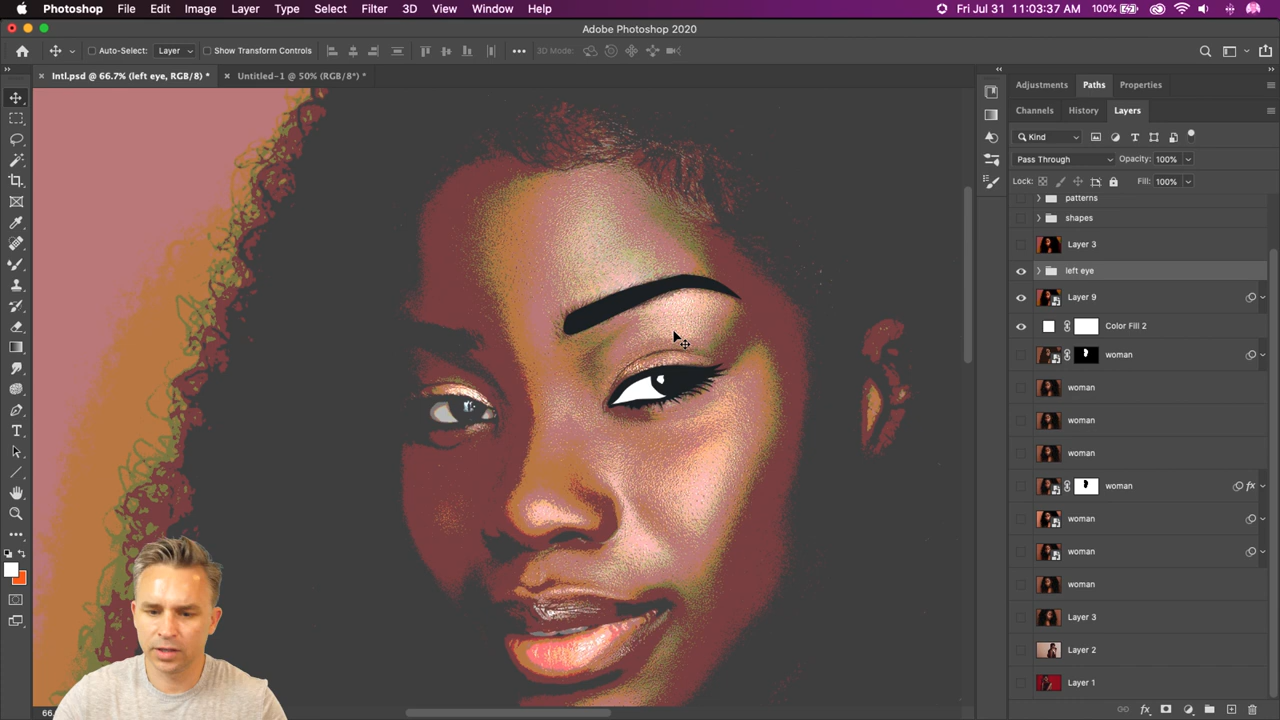 Photoshop File Edit Image Layer Type Select Filter 3D View Window Help 100% Fri Jul 31 11:03:37 AM
Adobe Photoshop 2020
Auto-Select: Layer Show Transform Controls 3D Mode:
Intl.psd @ 66.7% (left eye, RGB/8) * Untitled-1 @ 50% (RGB/8*) *
Adjustments Paths Properties
Channels History Layers
Kind
Pass Through Opacity: 100%
Lock: Fill: 100%
patterns
shapes
Layer 3
left eye
Layer 9
Color Fill 2
woman
woman
woman
woman
woman fx
woman
woman
woman
Layer 3
Layer 2
Layer 1
66.
fx